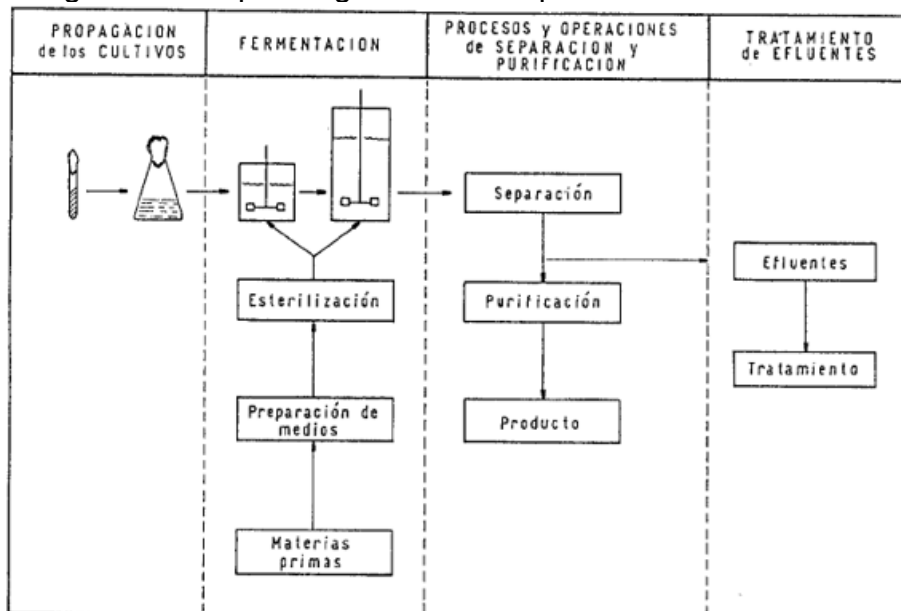 PROPAGACION
de los CULTIVOS
FERMENTACION
PROCESOS y OPERACIONES
de SEPARACION y
PURIFICACION
TRATAMIENTO
de EFLUENTES
Separación
Efluentes
Esterilización
Purificación
Tratamiento
Preparación de
medios
Producto
Materias
primas